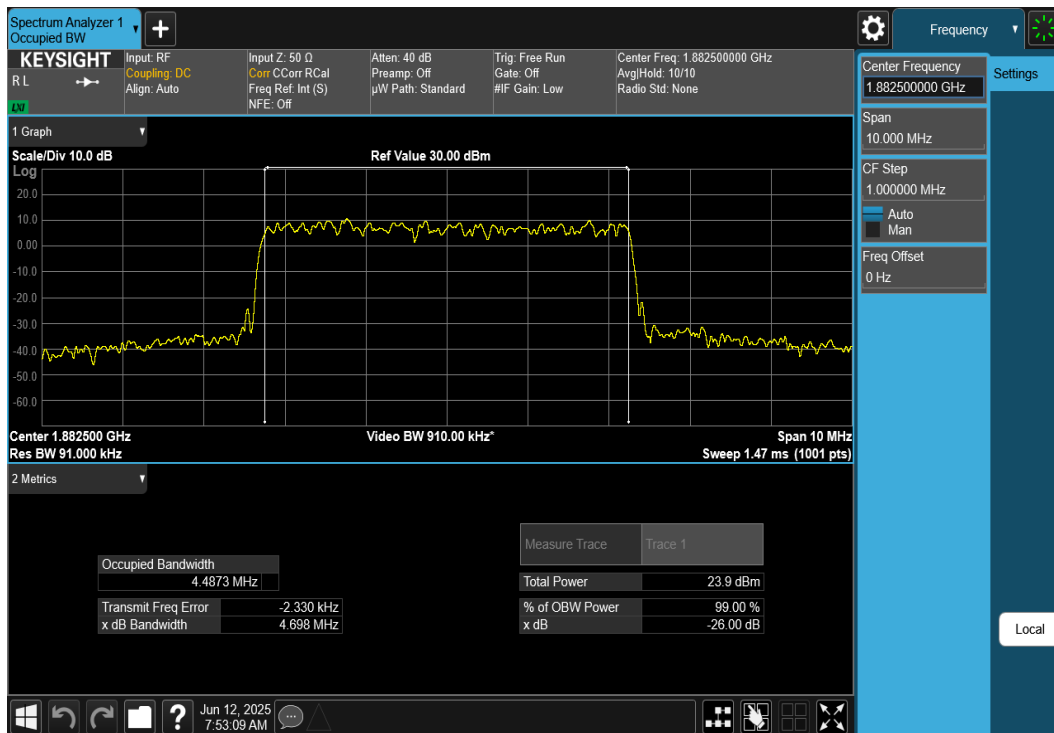 Spectrum Analyzer 1
Occupied BW
Frequency
KEYSIGHT
R L
LXI
Input: RF
Coupling: DC
Align: Auto
Input Z: 50 Ω
Corr CCorr RCal
Freq Ref: Int (S)
NFE: Off
Atten: 40 dB
Preamp: Off
µW Path: Standard
Trig: Free Run
Gate: Off
#IF Gain: Low
Center Freq: 1.882500000 GHz
Avg|Hold: 10/10
Radio Std: None
Center Frequency
1.882500000 GHz
Settings
Span
10.000 MHz
CF Step
1.000000 MHz
Auto
Man
Freq Offset
0 Hz
1 Graph
Scale/Div 10.0 dB
Ref Value 30.00 dBm
Log
20.0
10.0
0.00
-10.0
-20.0
-30.0
-40.0
-50.0
-60.0
Center 1.882500 GHz
Video BW 910.00 kHz*
Span 10 MHz
Res BW 91.000 kHz
Sweep 1.47 ms (1001 pts)
2 Metrics
Measure Trace Trace 1
Occupied Bandwidth
4.4873 MHz
Total Power 23.9 dBm
Transmit Freq Error -2.330 kHz
% of OBW Power 99.00 %
x dB Bandwidth 4.698 MHz
x dB -26.00 dB
Local
Jun 12, 2025
7:53:09 AM